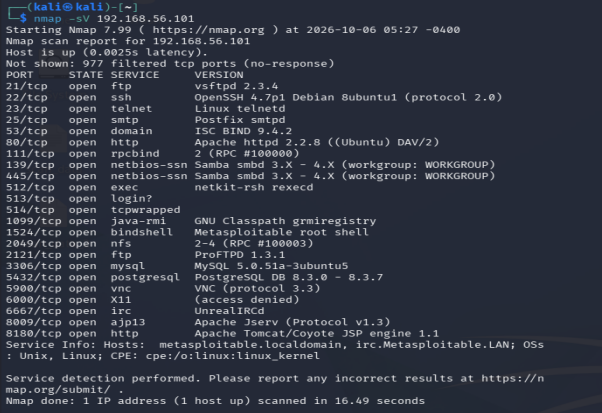 ┌──(kali㉿kali)-[~]
└─$ nmap -sV 192.168.56.101
Starting Nmap 7.99 ( https://nmap.org ) at 2026-10-06 05:27 -0400
Nmap scan report for 192.168.56.101
Host is up (0.0025s latency).
Not shown: 977 filtered tcp ports (no-response)
PORT     STATE SERVICE     VERSION
21/tcp   open  ftp         vsftpd 2.3.4
22/tcp   open  ssh         OpenSSH 4.7p1 Debian 8ubuntu1 (protocol 2.0)
23/tcp   open  telnet      Linux telnetd
25/tcp   open  smtp        Postfix smtpd
53/tcp   open  domain      ISC BIND 9.4.2
80/tcp   open  http        Apache httpd 2.2.8 ((Ubuntu) DAV/2)
111/tcp  open  rpcbind     2 (RPC #100000)
139/tcp  open  netbios-ssn Samba smbd 3.X - 4.X (workgroup: WORKGROUP)
445/tcp  open  netbios-ssn Samba smbd 3.X - 4.X (workgroup: WORKGROUP)
512/tcp  open  exec        netkit-rsh rexecd
513/tcp  open  login?
514/tcp  open  tcpwrapped
1099/tcp open  java-rmi    GNU Classpath grmiregistry
1524/tcp open  bindshell   Metasploitable root shell
2049/tcp open  nfs         2-4 (RPC #100003)
2121/tcp open  ftp         ProFTPD 1.3.1
3306/tcp open  mysql       MySQL 5.0.51a-3ubuntu5
5432/tcp open  postgresql  PostgreSQL DB 8.3.0 - 8.3.7
5900/tcp open  vnc         VNC (protocol 3.3)
6000/tcp open  X11         (access denied)
6667/tcp open  irc         UnrealIRCd
8009/tcp open  ajp13       Apache Jserv (Protocol v1.3)
8180/tcp open  http        Apache Tomcat/Coyote JSP engine 1.1
Service Info: Hosts:  metasploitable.localdomain, irc.Metasploitable.LAN; OSs
: Unix, Linux; CPE: cpe:/o:linux:linux_kernel
Service detection performed. Please report any incorrect results at https://n
map.org/submit/ .
Nmap done: 1 IP address (1 host up) scanned in 16.49 seconds